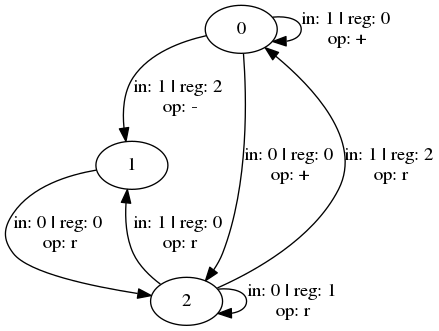 0
in: 1 | reg: 0
op: +
in: 1 | reg: 2
op: -
1
in: 0 | reg: 0
op: +
in: 1 | reg: 2
op: r
in: 0 | reg: 0
op: r
in: 1 | reg: 0
op: r
2
in: 0 | reg: 1
op: r